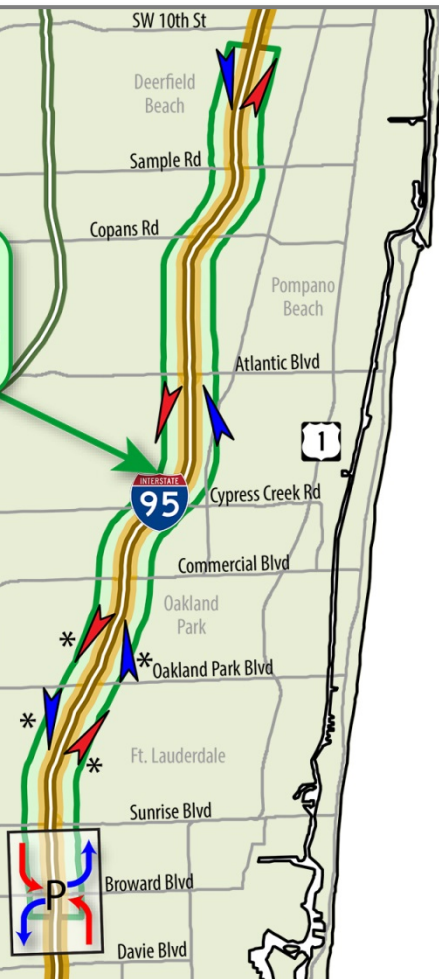 SW 10th St
Deerfield
Beach
Sample Rd
Copans Rd
Pompano
Beach
Atlantic Blvd
1
INTERSTATE
95
Cypress Creek Rd
Commercial Blvd
Oakland
Park
*
*
Oakland Park Blvd
*
Ft. Lauderdale
*
Sunrise Blvd
P
Broward Blvd
Davie Blvd